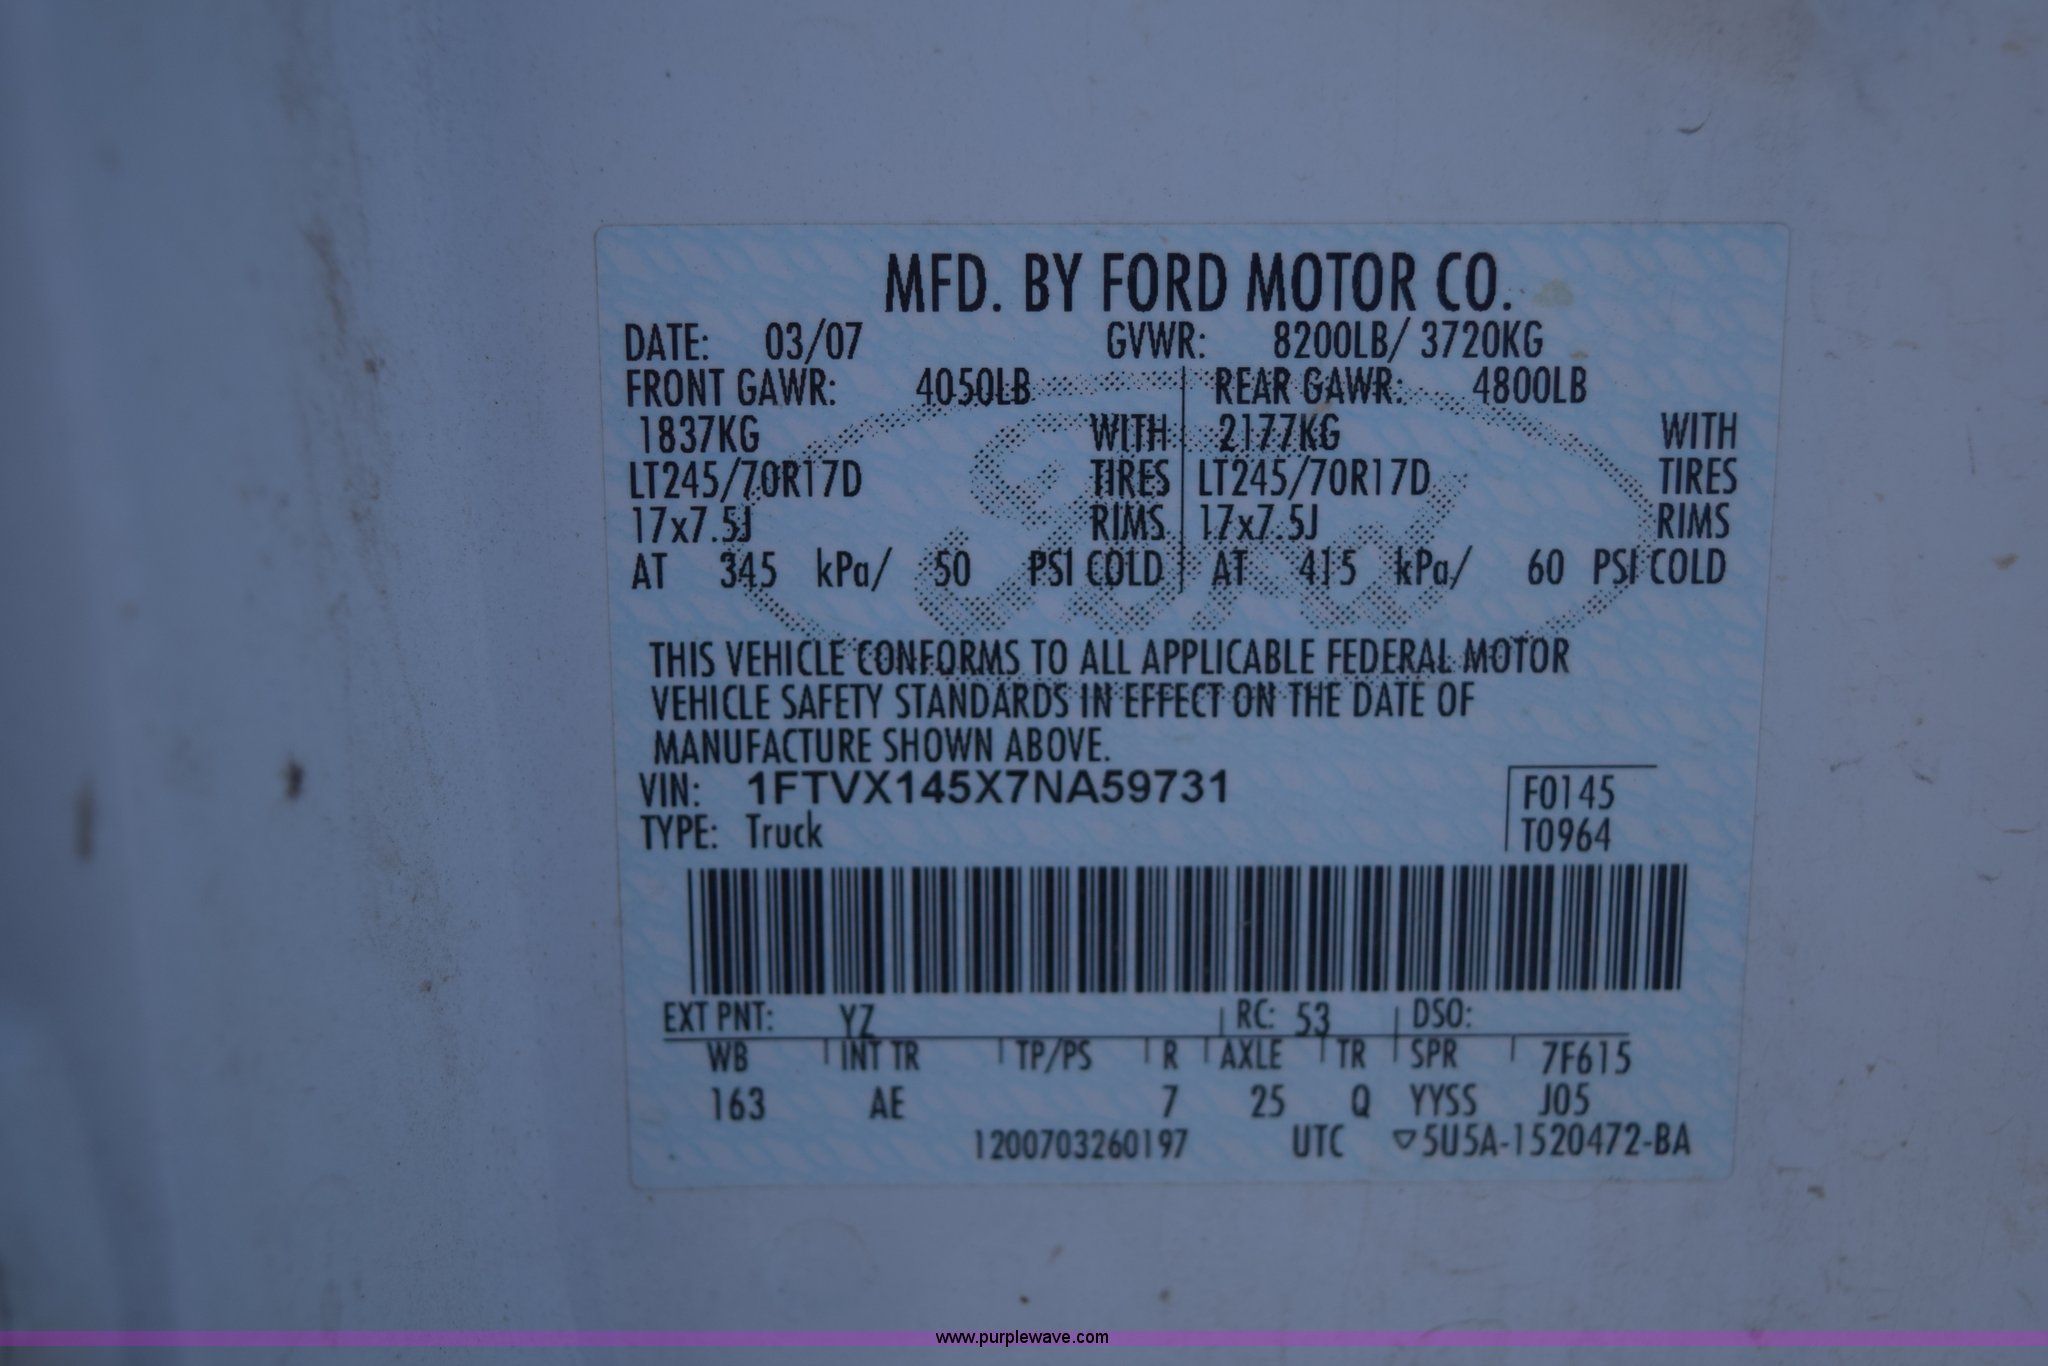 MFD. BY FORD MOTOR CO.
DATE: 03/07 GVWR: 8200LB/ 3720KG
FRONT GAWR: 4050LB REAR GAWR: 4800LB
1837KG WITH 2177KG WITH
LT245/70R17D TIRES LT245/70R17D TIRES
17x7.5J RIMS 17x7.5J RIMS
AT 345 kPa/ 50 PSI COLD AT 415 kPa/ 60 PSI COLD
Ford
THIS VEHICLE CONFORMS TO ALL APPLICABLE FEDERAL MOTOR
VEHICLE SAFETY STANDARDS IN EFFECT ON THE DATE OF
MANUFACTURE SHOWN ABOVE.
VIN: 1FTVX145X7NA59731 F0145
TYPE: Truck T0964
EXT PNT: YZ RC: 53 DSO:
WB INT TR TP/PS R AXLE TR SPR 7F615
163 AE 7 25 Q YYSS J05
1200703260197 UTC ▽5U5A-1520472-BA
www.purplewave.com